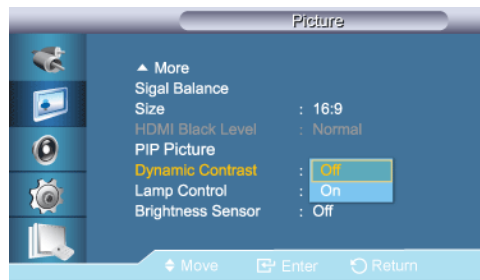 Picture
▲ More
Sigal Balance
Size : 16:9
HDMI Black Level : Normal
PIP Picture
Dynamic Contrast : Off
Lamp Control : On
Brightness Sensor : Off
Move Enter Return